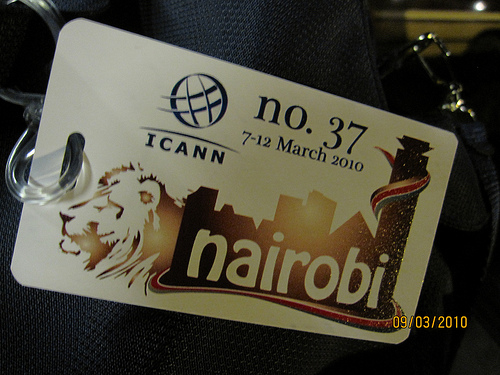 ICANN
no. 37
7-12 March 2010
nairobi
09/03/2010